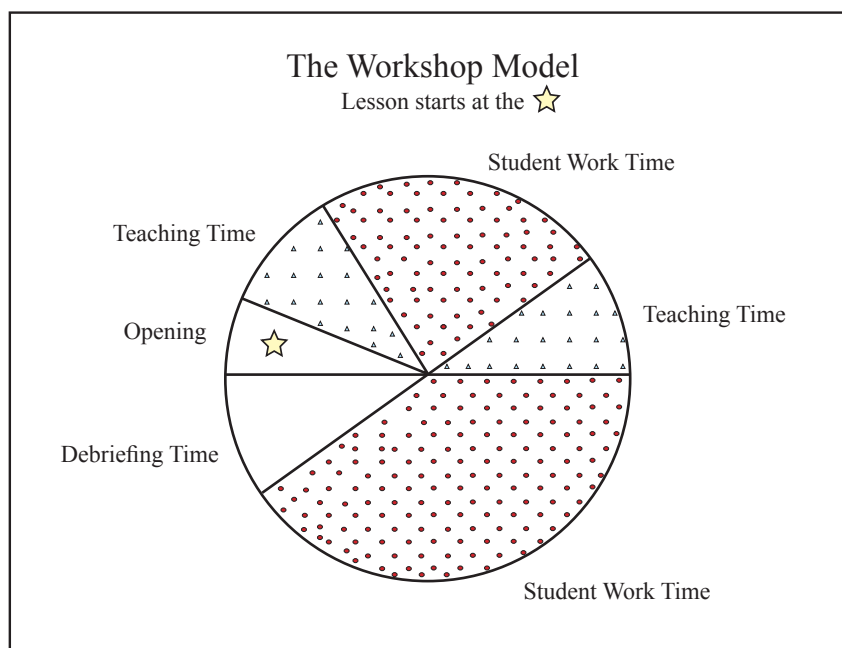 The Workshop Model
Lesson starts at the
Student Work Time
Teaching Time
Teaching Time
Opening
Debriefing Time
Student Work Time